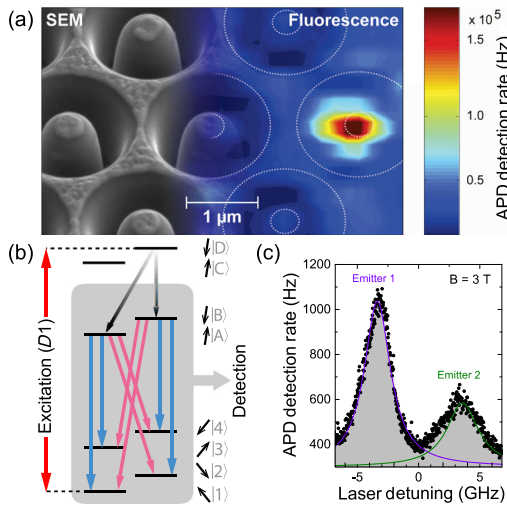 (a)
SEM
Fluorescence
1 µm
1.5
1.0
0.5
x 10⁵
APD detection rate (Hz)
(b)
Excitation (D1)
|D⟩
|C⟩
|B⟩
|A⟩
|4⟩
|3⟩
|2⟩
|1⟩
Detection
(c)
1200
1000
800
600
400
APD detection rate (Hz)
Emitter 1
B = 3 T
Emitter 2
-5
0
5
Laser detuning (GHz)